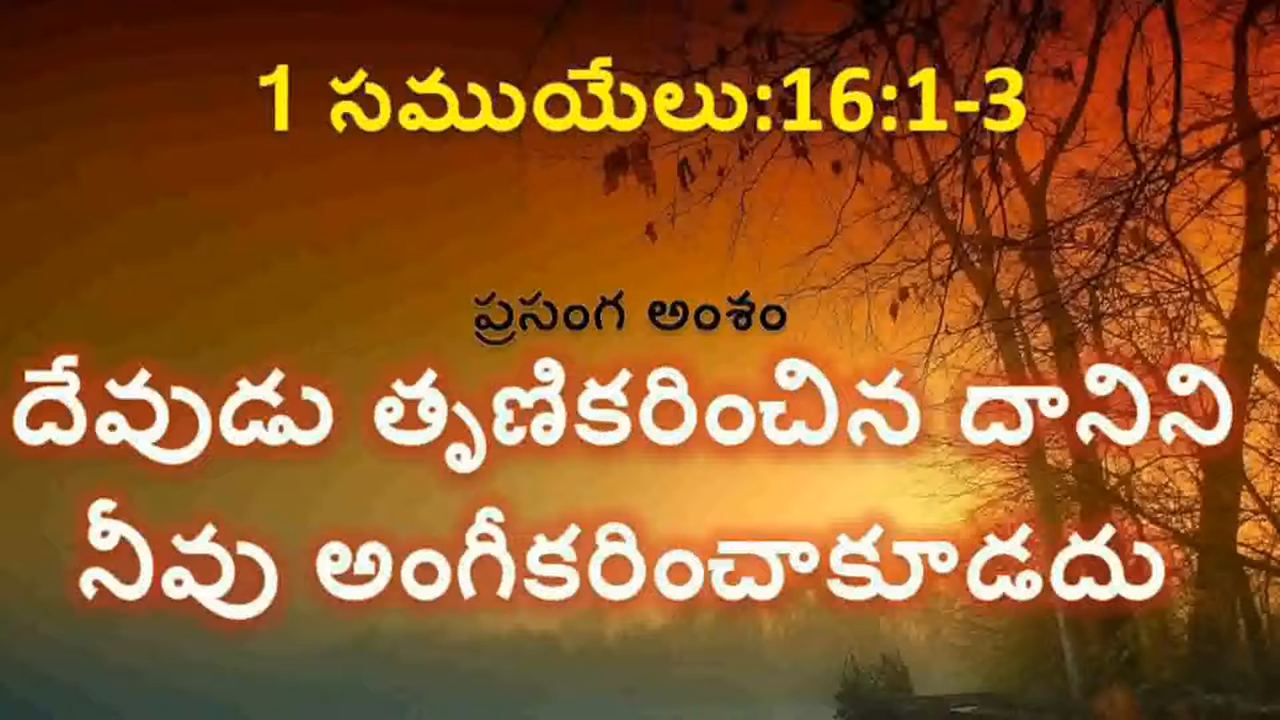 1 సముయేలు:16:1-3
ప్రసంగ అంశం
దేవుడు తృణికరించిన దానిని
నీవు అంగీకరించాకూడదు